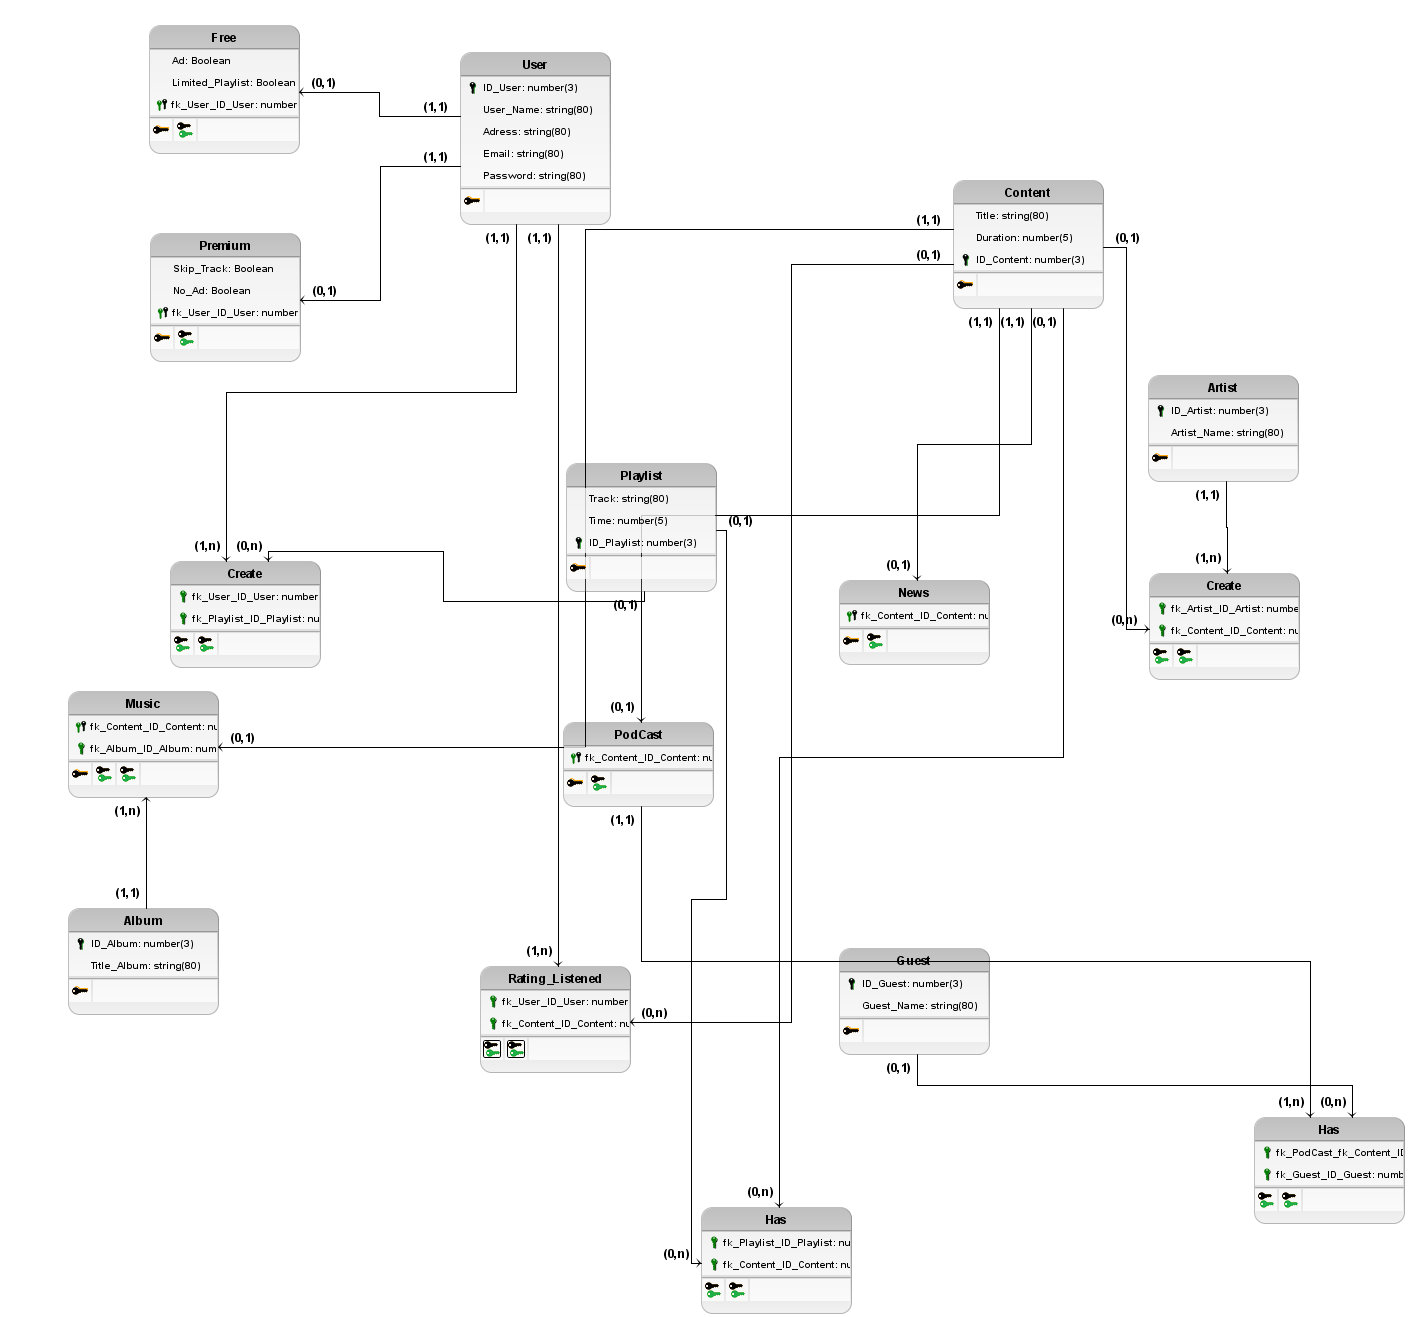 Free
Ad: Boolean
Limited_Playlist: Boolean
fk_User_ID_User: number
(0,1)
(1,1)
User
ID_User: number(3)
User_Name: string(80)
Adress: string(80)
Email: string(80)
Password: string(80)
(1,1)
(1,1)
(1,1)
Premium
Skip_Track: Boolean
No_Ad: Boolean
fk_User_ID_User: number
(0,1)
Content
Title: string(80)
Duration: number(5)
ID_Content: number(3)
(1,1)
(0,1)
(0,1)
(1,1)
(1,1)
(0,1)
Artist
ID_Artist: number(3)
Artist_Name: string(80)
(1,1)
Playlist
Track: string(80)
Time: number(5)
ID_Playlist: number(3)
(0,1)
(0,1)
(1,n)
(0,n)
Create
fk_User_ID_User: number
fk_Playlist_ID_Playlist: nu
(0,1)
News
fk_Content_ID_Content: nu
(1,n)
(0,n)
Create
fk_Artist_ID_Artist: numbe
fk_Content_ID_Content: nu
Music
fk_Content_ID_Content: nu
fk_Album_ID_Album: num
(0,1)
(1,n)
(0,1)
PodCast
fk_Content_ID_Content: nu
(1,1)
(1,1)
Album
ID_Album: number(3)
Title_Album: string(80)
(1,n)
Rating_Listened
fk_User_ID_User: number
fk_Content_ID_Content: nu
(0,n)
Guest
ID_Guest: number(3)
Guest_Name: string(80)
(0,1)
(1,n)
(0,n)
Has
fk_PodCast_fk_Content_ID
fk_Guest_ID_Guest: numb
(0,n)
(0,n)
Has
fk_Playlist_ID_Playlist: nu
fk_Content_ID_Content: nu